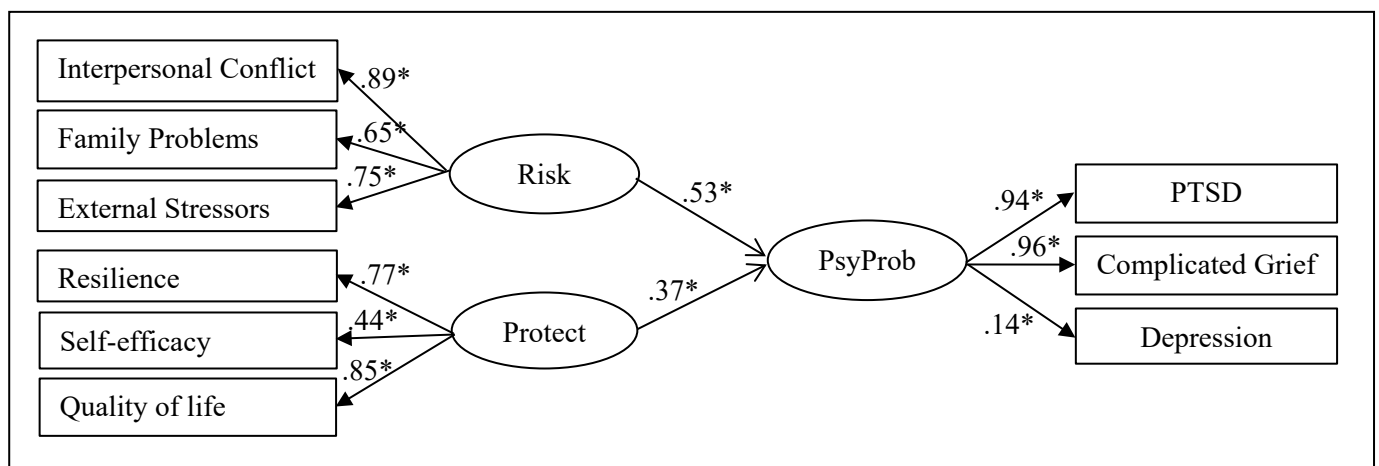 Interpersonal Conflict
.89*
Family Problems
.65*
External Stressors
.75*
Risk
.53*
Resilience
.77*
Self-efficacy
.44*
Quality of life
.85*
Protect
.37*
PsyProb
.94*
PTSD
.96*
Complicated Grief
.14*
Depression